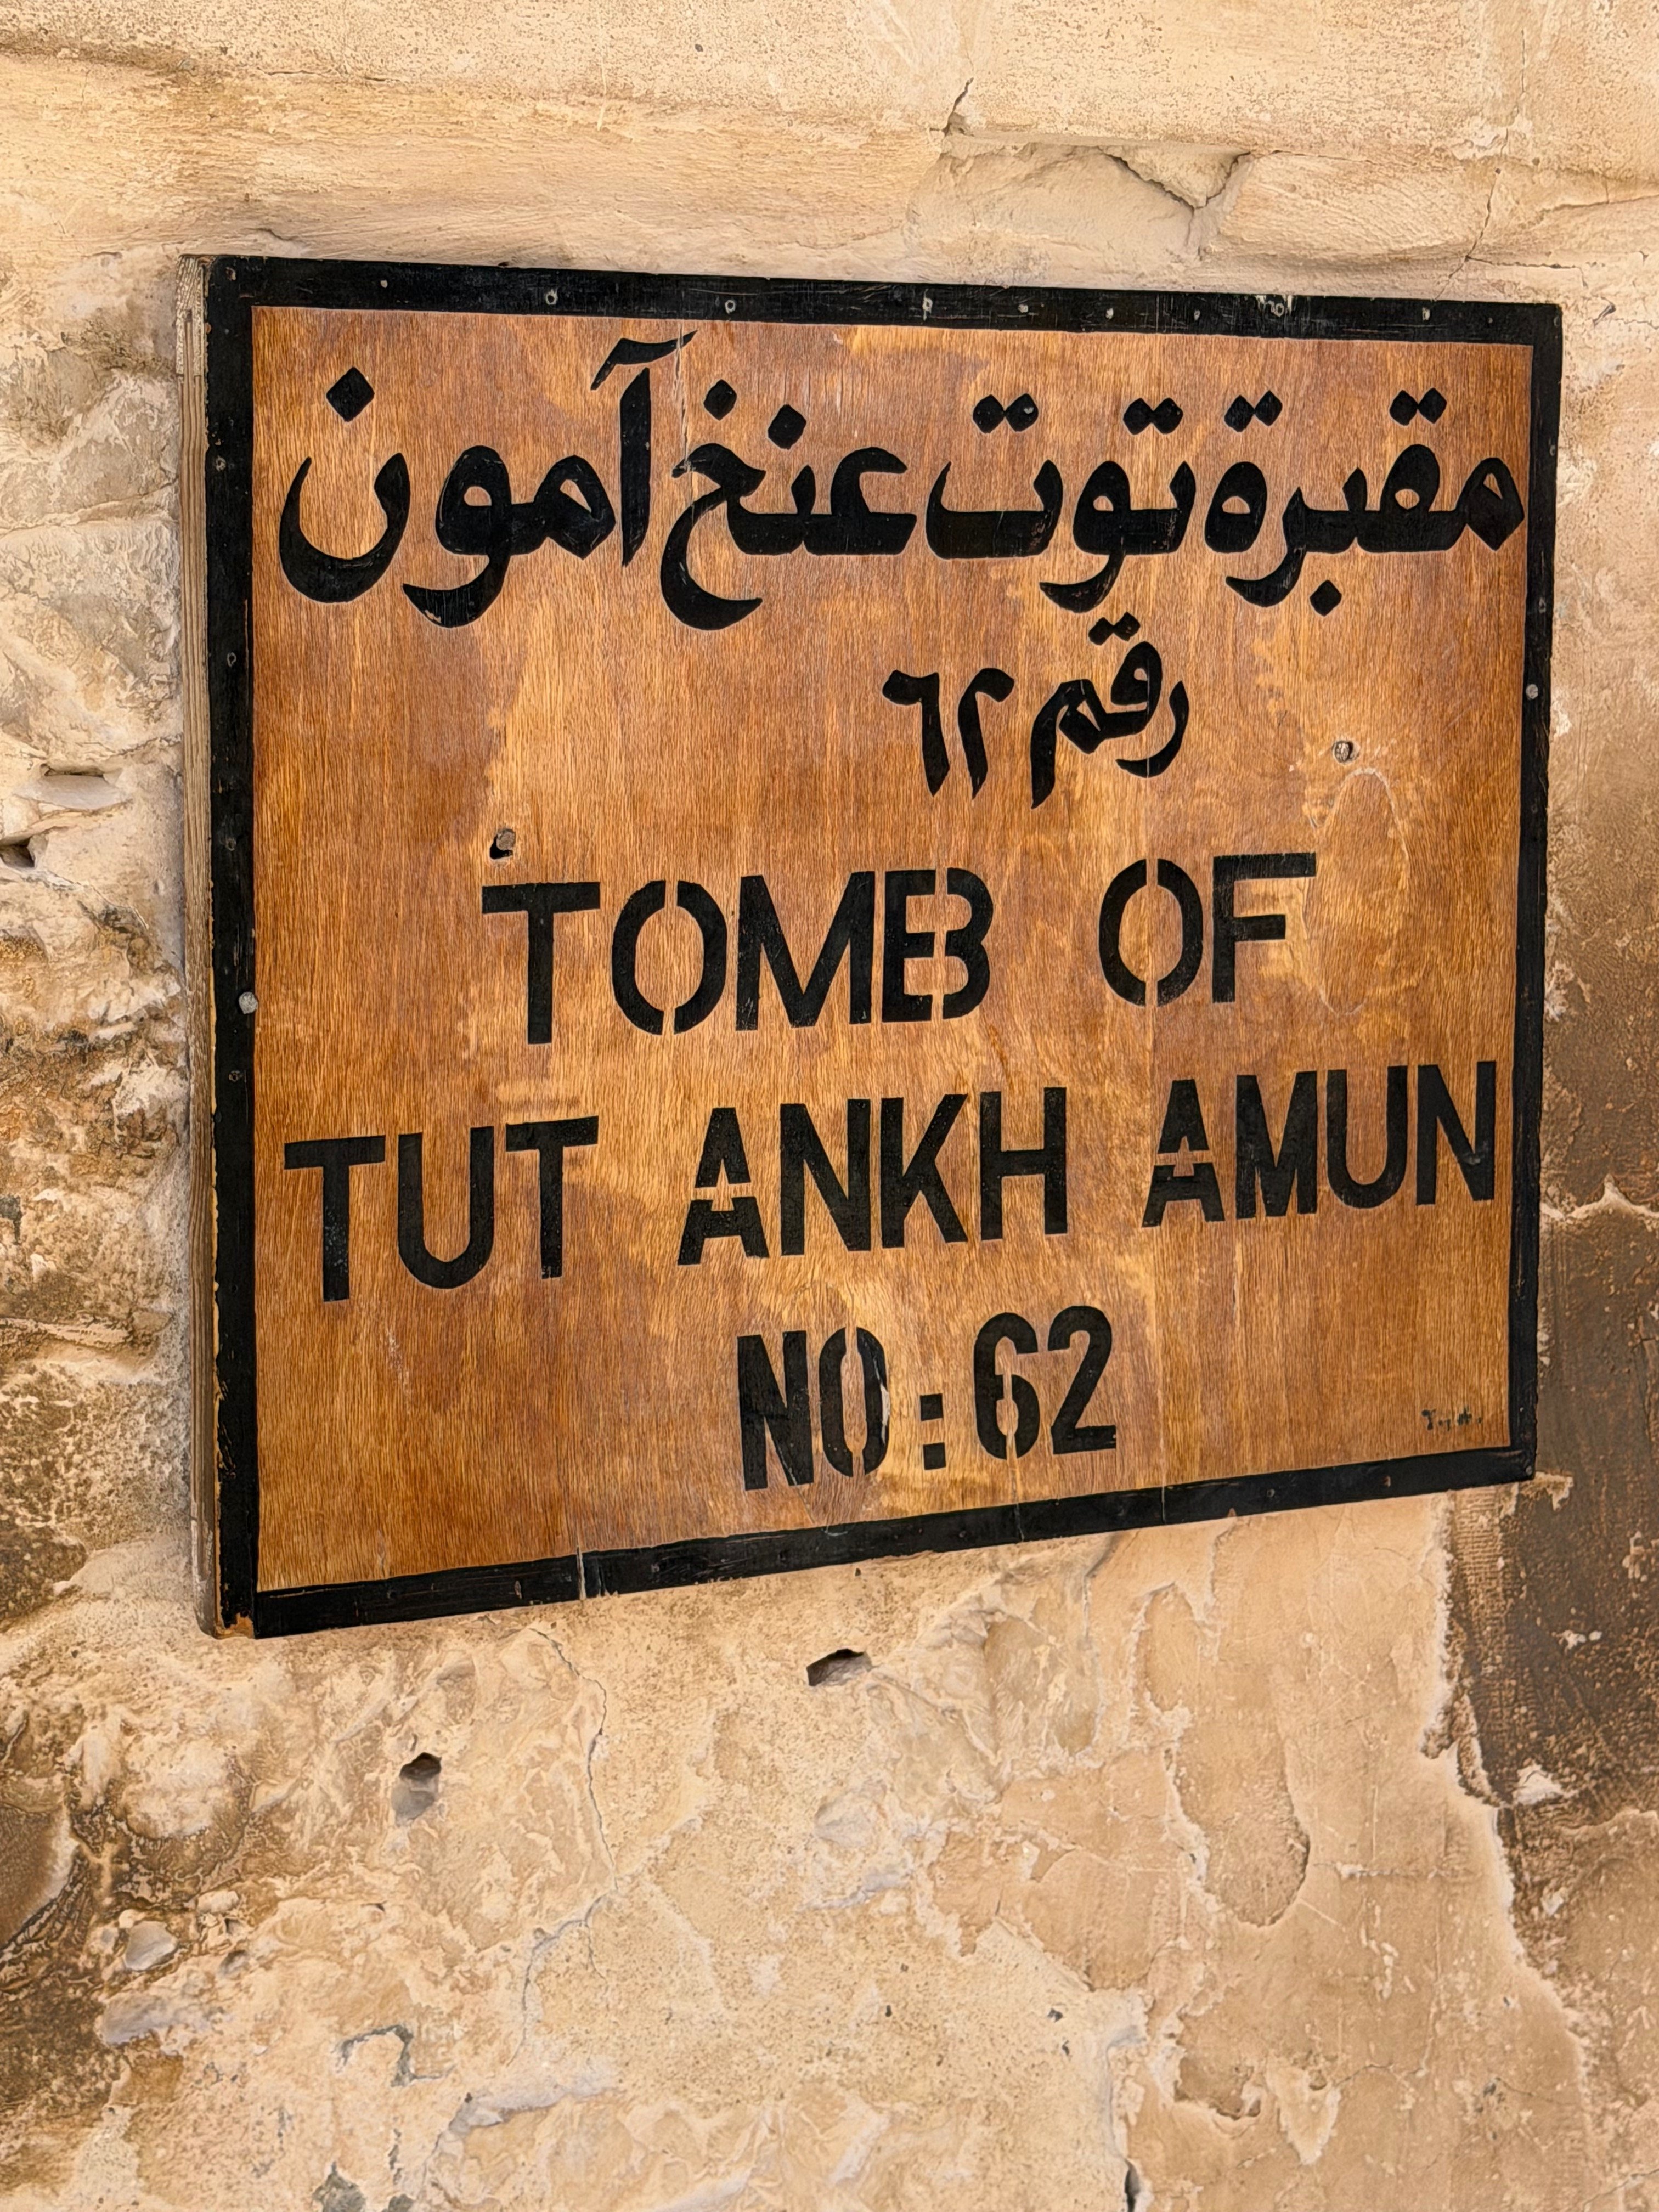 مقبرة توت عنخ آمون
رقم ٦٢
TOMB OF
TUT ANKH AMUN
NO: 62